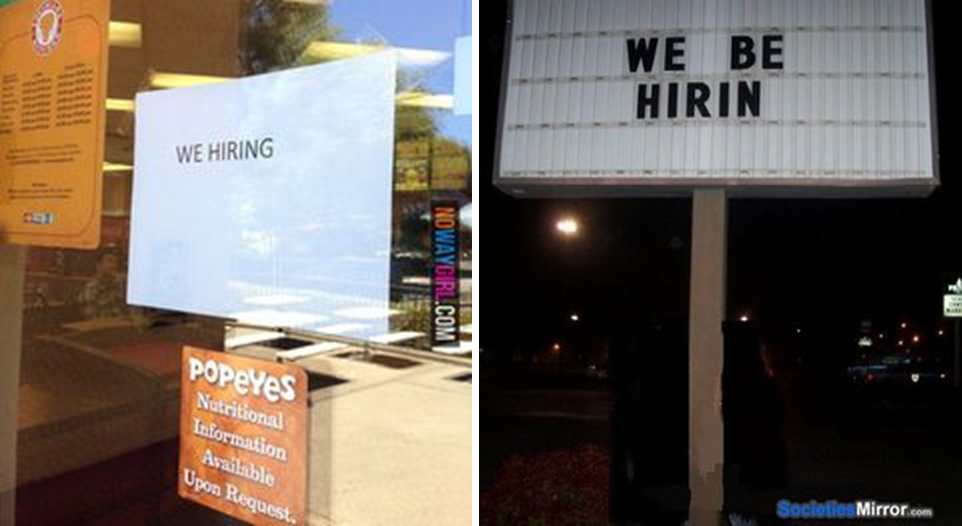 WE HIRING
POPEYES
Nutritional
Information
Available
Upon Request.
NOWAYGIRL.COM
WE BE
HIRIN
SocietiesMirror.com